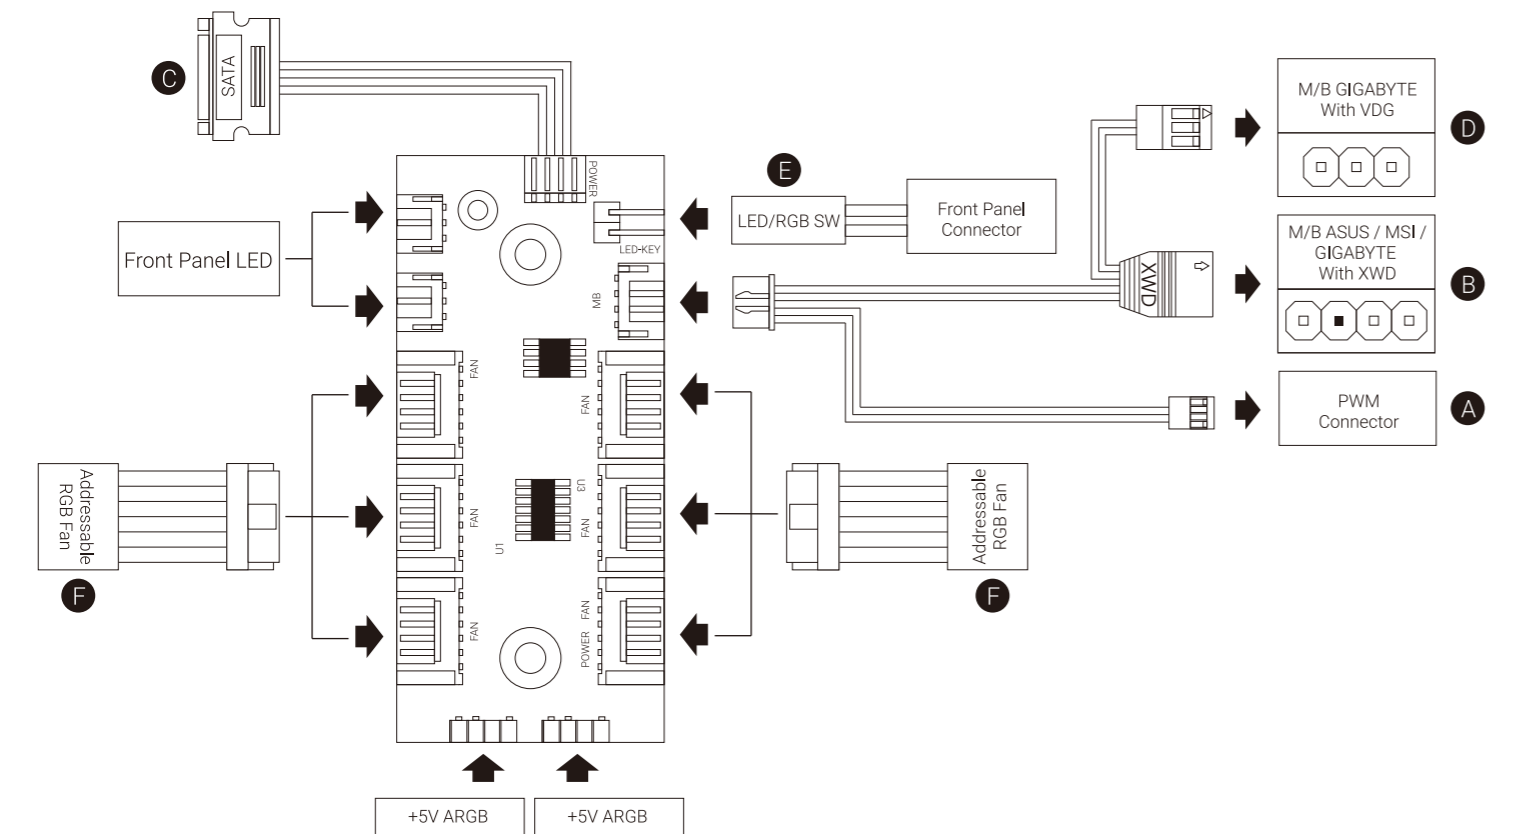 C
SATA
POWER
E
LED/RGB SW
Front Panel
Connector
M/B GIGABYTE
With VDG
D
Front Panel LED
LED-KEY
MB
XWD
M/B ASUS / MSI /
GIGABYTE
With XWD
B
PWM
Connector
A
FAN
FAN
Addressable
RGB Fan
F
FAN
U3
FAN
U1
Addressable
RGB Fan
F
FAN
FAN
POWER
+5V ARGB
+5V ARGB